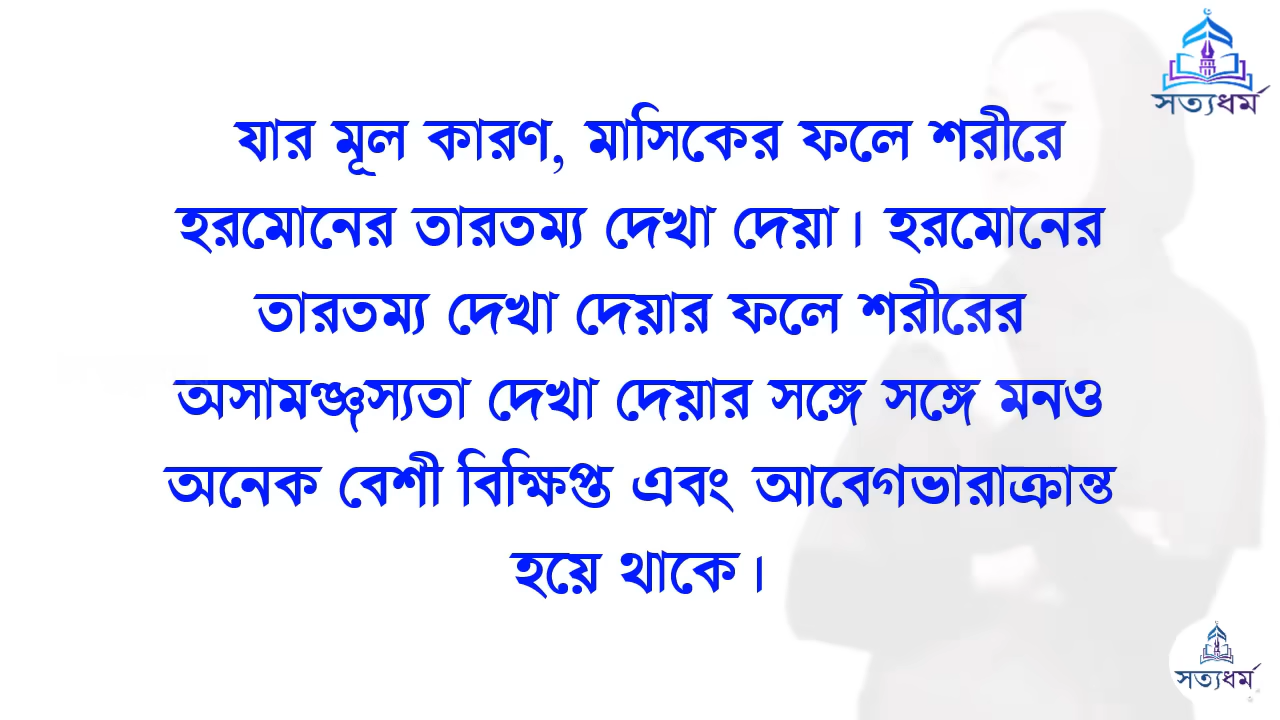 সত্যধর্ম
যার মূল কারণ, মাসিকের ফলে শরীরে
হরমোনের তারতম্য দেখা দেয়া। হরমোনের
তারতম্য দেখা দেয়ার ফলে শরীরের
অসামঞ্জস্যতা দেখা দেয়ার সঙ্গে সঙ্গে মনও
অনেক বেশী বিক্ষিপ্ত এবং আবেগভারাক্রান্ত
হয়ে থাকে।
সত্যধর্ম